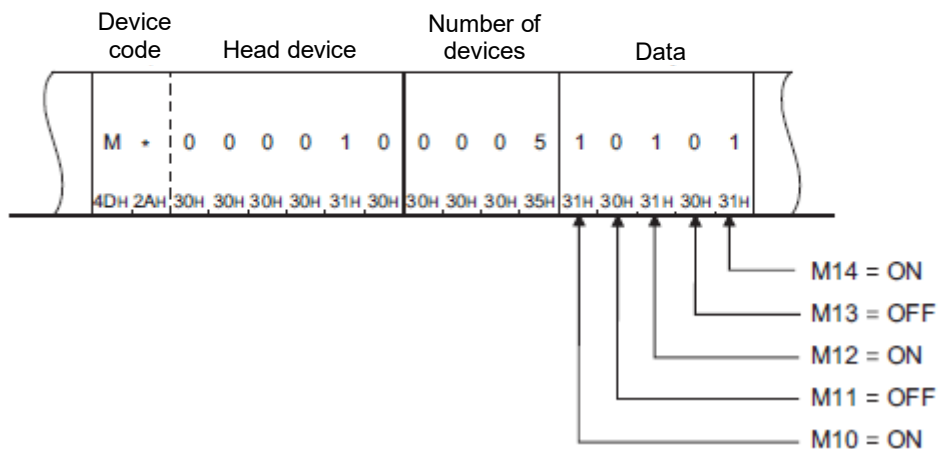 Device code Head device Number of devices Data
M * 0 0 0 0 1 0 0 0 0 5 1 0 1 0 1
4DH 2AH 30H 30H 30H 30H 31H 30H 30H 30H 30H 35H 31H 30H 31H 30H 31H
M14 = ON
M13 = OFF
M12 = ON
M11 = OFF
M10 = ON